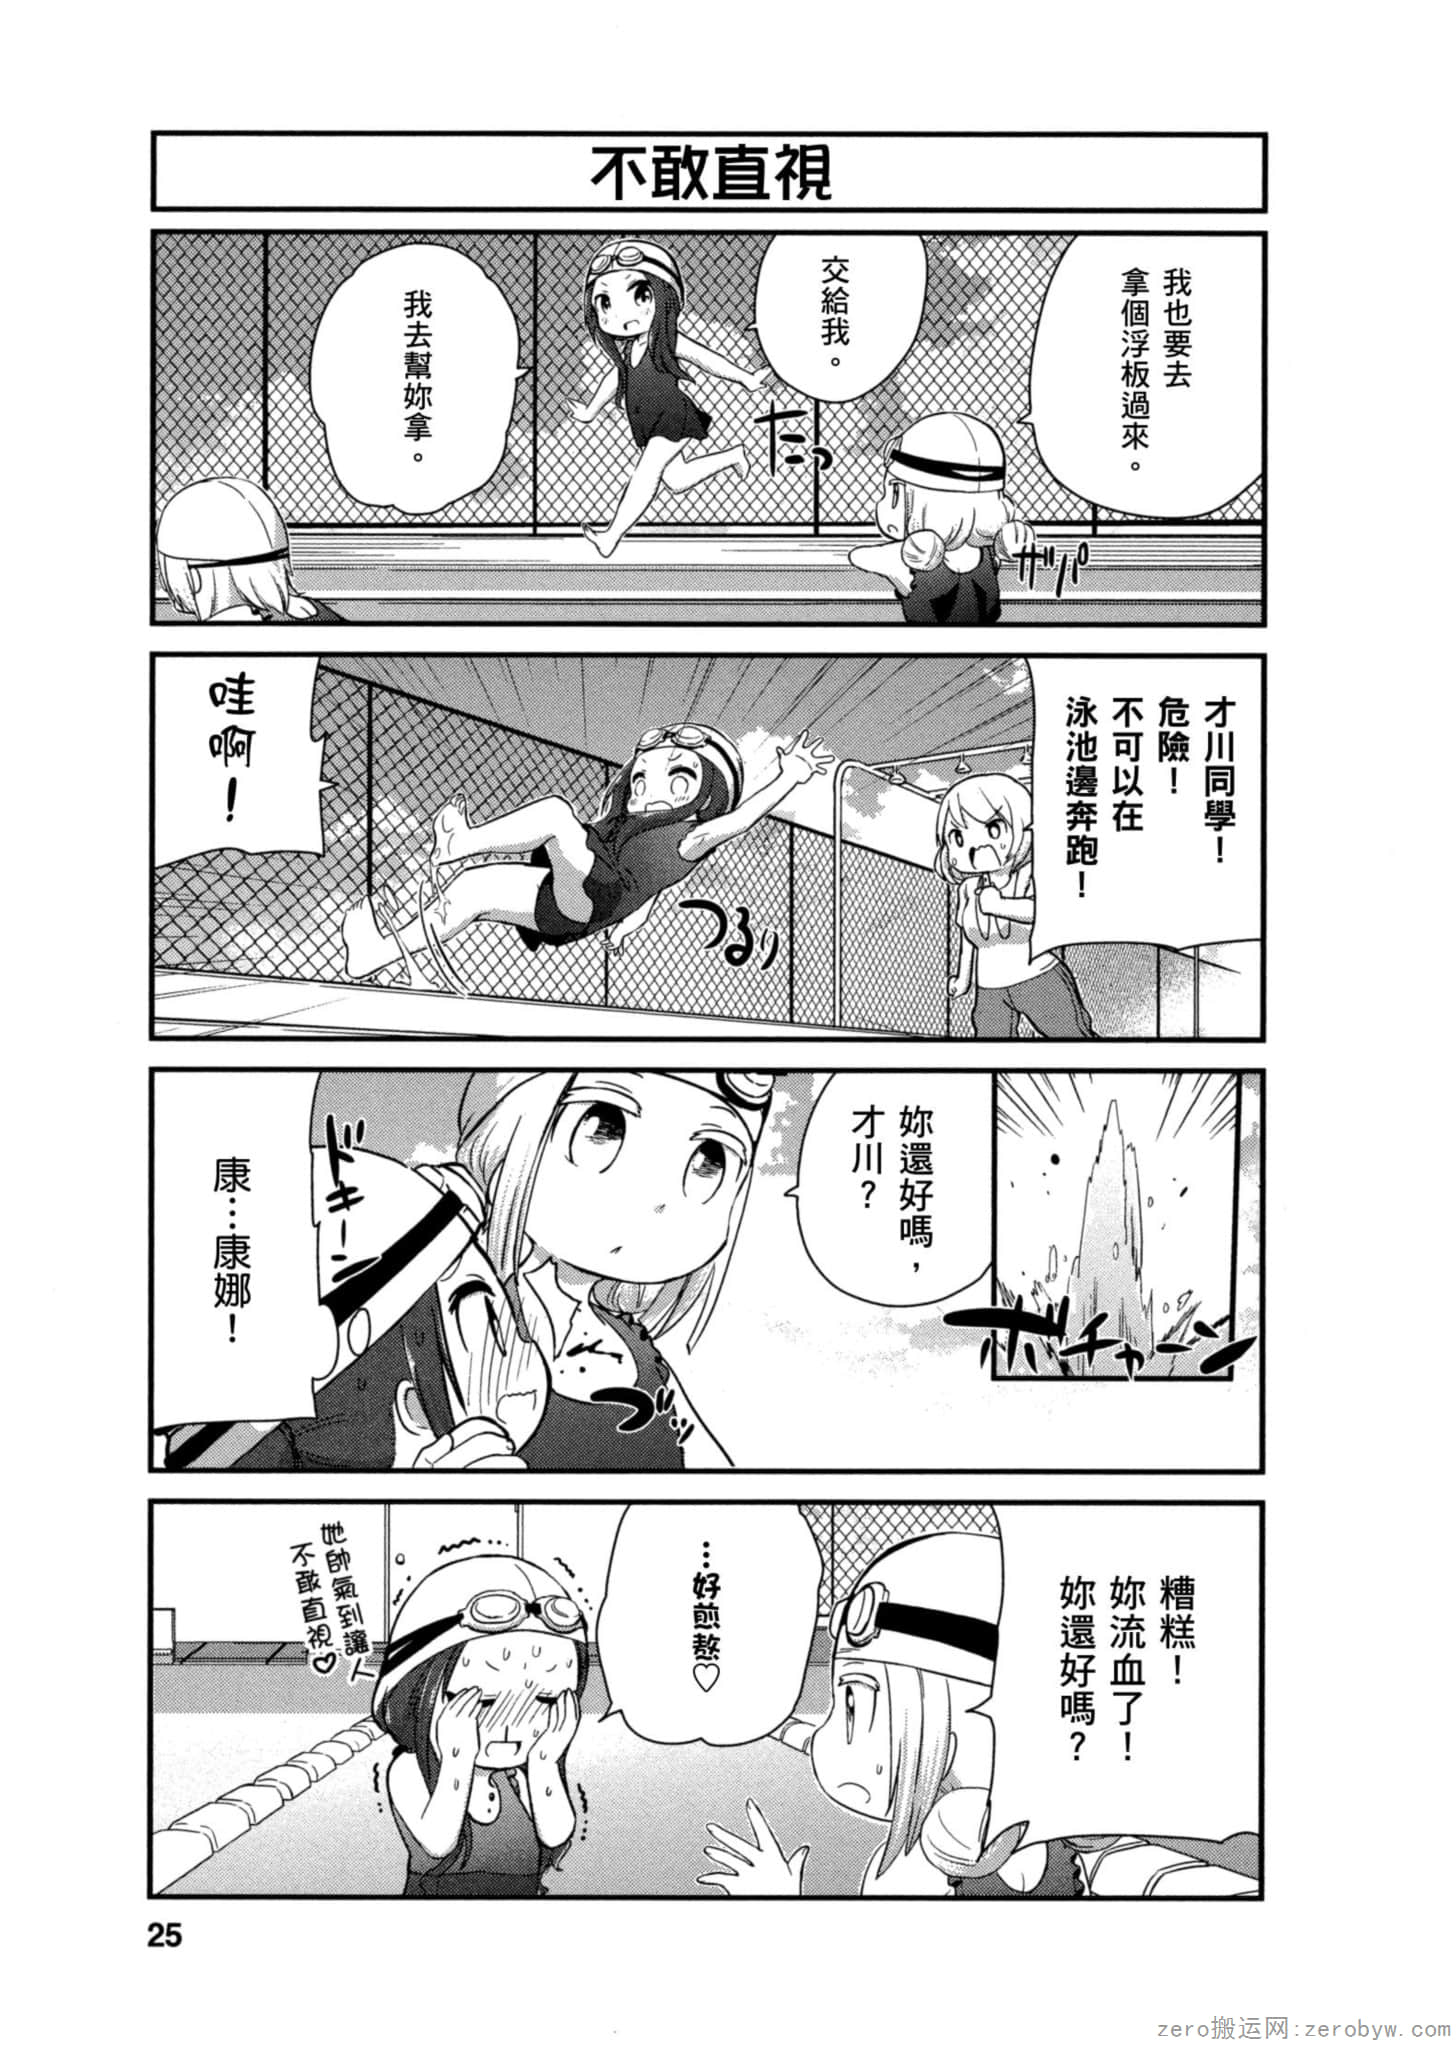 不敢直視
我也要去
拿個浮板過來。
交給我。
たっ
我去幫妳拿。
ザパ
才川同學！
危險！
不可以在
泳池邊奔跑！
つるり
哇啊！
ボチャーン
妳還好嗎，
才川？
ドキーン
康…康娜！
糟糕！
妳流血了！
妳還好嗎？
…好煎熬♡
她帥氣到讓人
不敢直視♡
25
zero搬运网:zerobyw.com